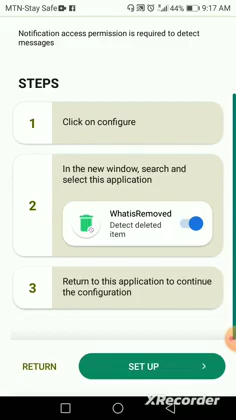 MTN-Stay Safe
44% 9:17 AM
Notification access permission is required to detect
messages
STEPS
1
Click on configure
2
In the new window, search and
select this application
WhatisRemoved
Detect deleted
item
3
Return to this application to continue
the configuration
RETURN
SET UP
XRecorder